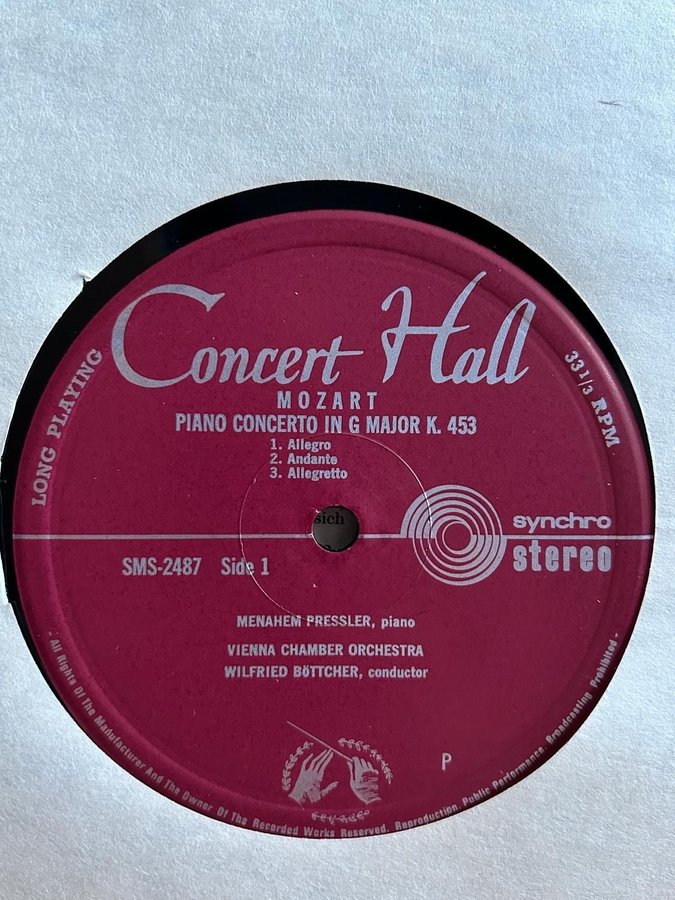 Concert Hall
LONG PLAYING
33 1/3 RPM
MOZART
PIANO CONCERTO IN G MAJOR K. 453
1. Allegro
2. Andante
3. Allegretto
synchro
stereo
SMS-2487 Side 1
sich
MENAHEM PRESSLER, piano
VIENNA CHAMBER ORCHESTRA
WILFRIED BöTTCHER, conductor
P
- All Rights Of The Manufacturer And The Owner Of The Recorded Works Reserved. Reproduction. Public Performance. Broadcasting Prohibited -